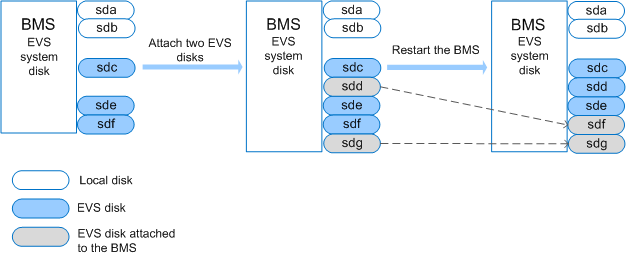 BMS
EVS
system
disk
sda
sdb
sdc
sde
sdf
Attach two EVS
disks
BMS
EVS
system
disk
sda
sdb
sdc
sdd
sde
sdf
sdg
Restart the BMS
BMS
EVS
system
disk
sda
sdb
sdc
sdd
sde
sdf
sdg
Local disk
EVS disk
EVS disk attached
to the BMS